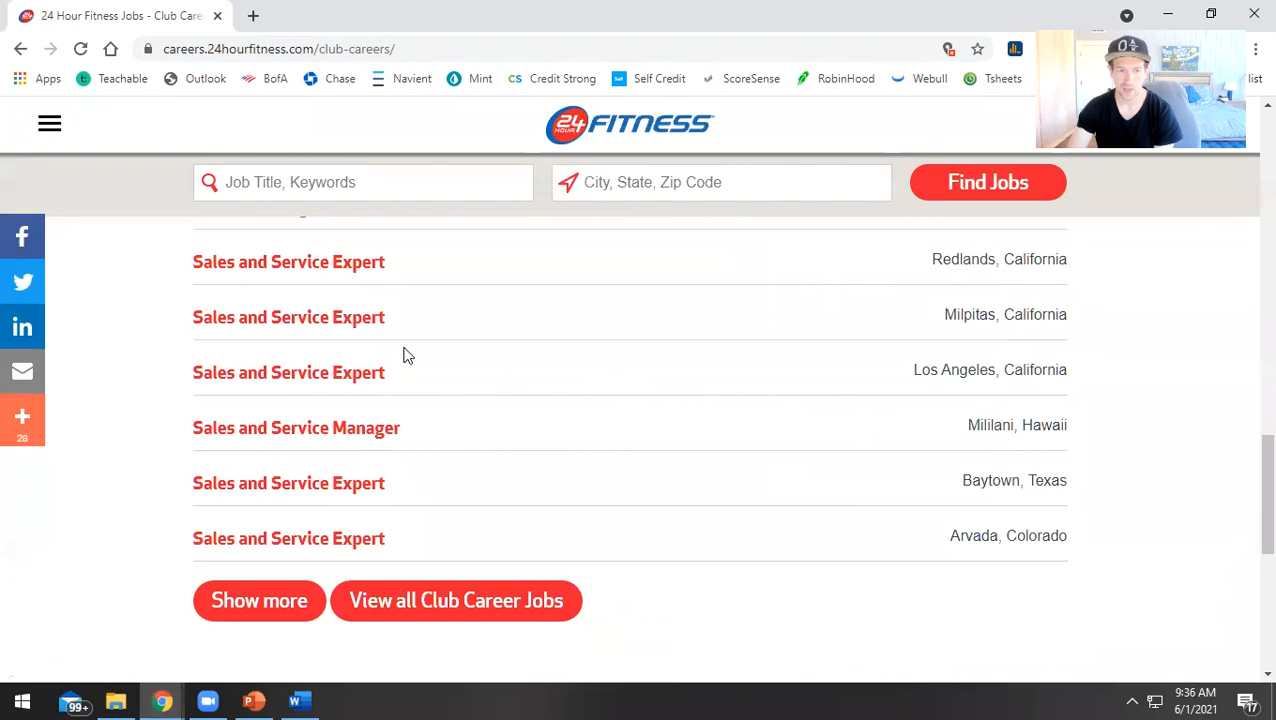 24 Hour Fitness Jobs - Club Care
careers.24hourfitness.com/club-careers/
Apps Teachable Outlook BofA Chase Navient Mint CS Credit Strong Self Credit ScoreSense RobinHood Webull Tsheets list
24 HOUR FITNESS
Job Title, Keywords City, State, Zip Code Find Jobs
Sales and Service Expert Redlands, California
Sales and Service Expert Milpitas, California
Sales and Service Expert Los Angeles, California
Sales and Service Manager Mililani, Hawaii
Sales and Service Expert Baytown, Texas
Sales and Service Expert Arvada, Colorado
28
Show more View all Club Career Jobs
99+
9:36 AM
6/1/2021
17